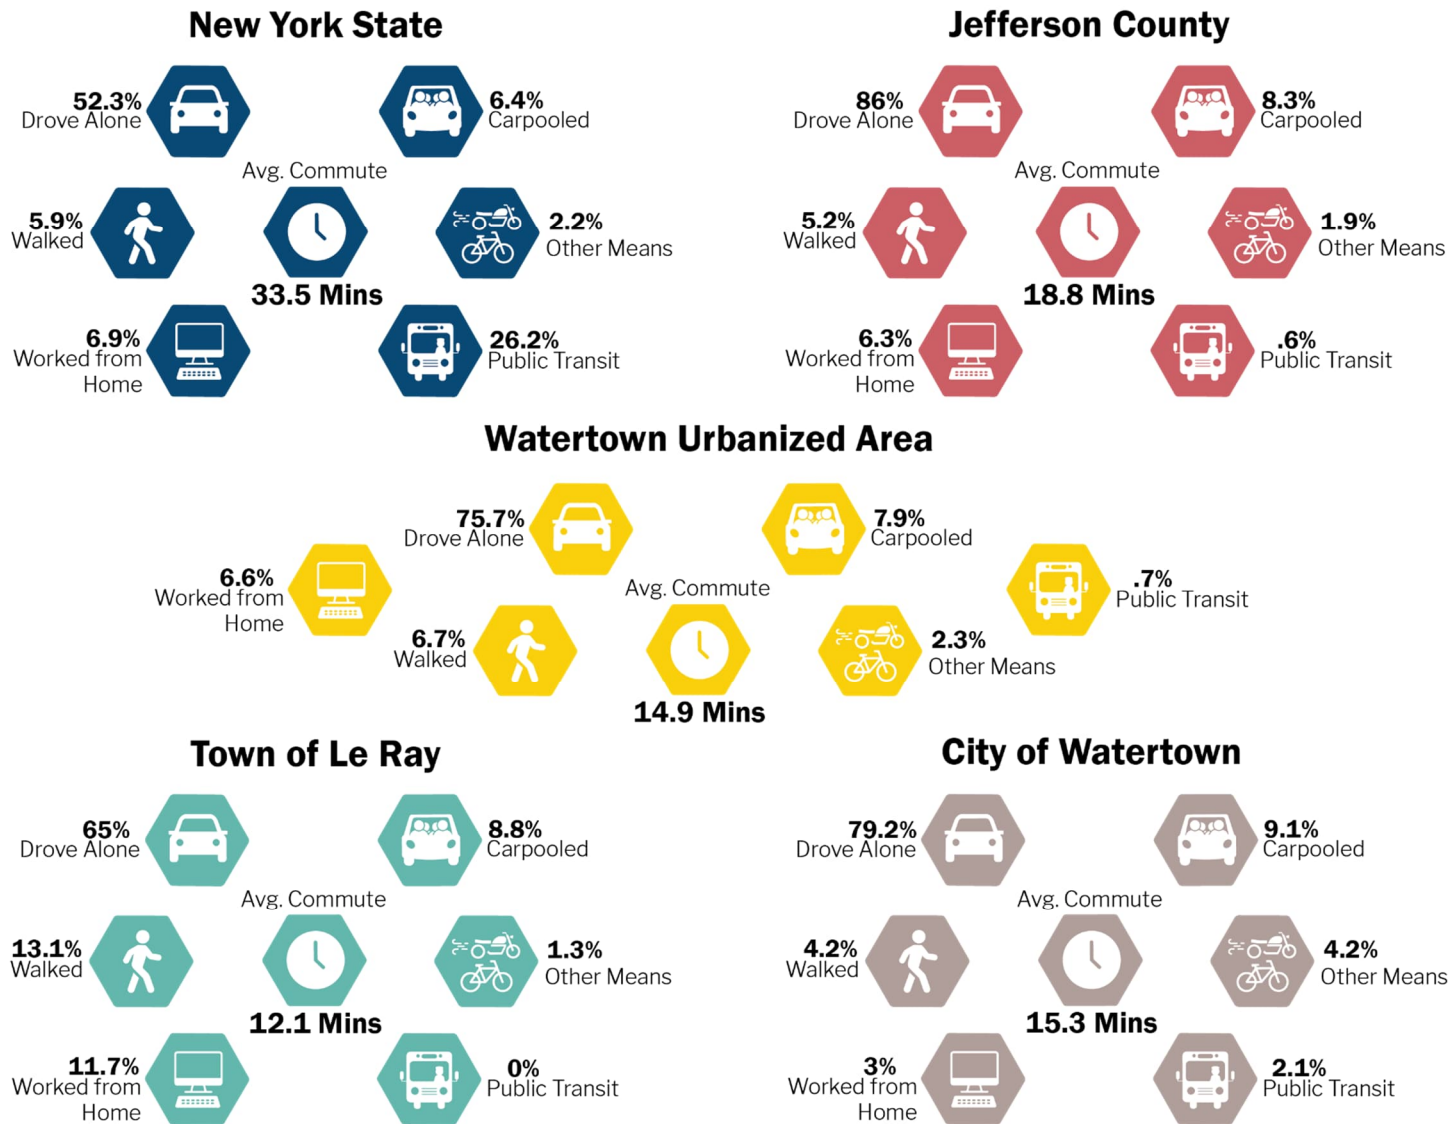 New York State
52.3%
Drove Alone
6.4%
Carpooled
Avg. Commute
5.9%
Walked
33.5 Mins
2.2%
Other Means
6.9%
Worked from
Home
26.2%
Public Transit
Jefferson County
86%
Drove Alone
8.3%
Carpooled
Avg. Commute
5.2%
Walked
18.8 Mins
1.9%
Other Means
6.3%
Worked from
Home
.6%
Public Transit
Watertown Urbanized Area
75.7%
Drove Alone
7.9%
Carpooled
6.6%
Worked from
Home
Avg. Commute
.7%
Public Transit
6.7%
Walked
14.9 Mins
2.3%
Other Means
Town of Le Ray
65%
Drove Alone
8.8%
Carpooled
Avg. Commute
13.1%
Walked
12.1 Mins
1.3%
Other Means
11.7%
Worked from
Home
0%
Public Transit
City of Watertown
79.2%
Drove Alone
9.1%
Carpooled
Avg. Commute
4.2%
Walked
15.3 Mins
4.2%
Other Means
3%
Worked from
Home
2.1%
Public Transit